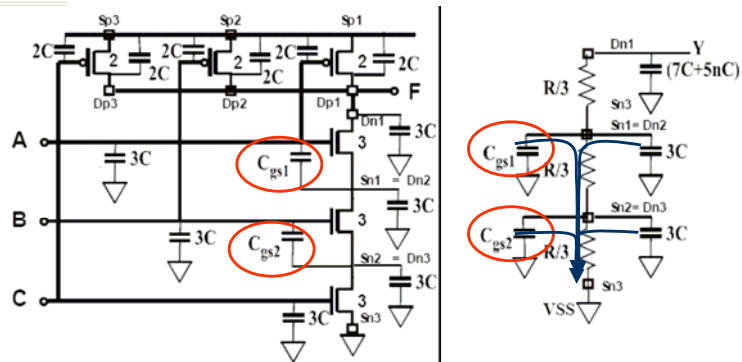 Sp3 Sp2 Sp1
2C 2C 2C
2 2 2
2C 2C 2C
Dp3 Dp2 Dp1 F
Dn1
3C
A
3
3C
Cgs1
Sn1 = Dn2
3C
B
3
3C
Cgs2
Sn2 = Dn3
3C
C
3
3C
Sn3
Dn1 Y
(7C+5nC)
R/3
Sn3
Sn1= Dn2
Cgs1
R/3
3C
Sn2= Dn3
Cgs2
R/3
3C
Sn3
VSS